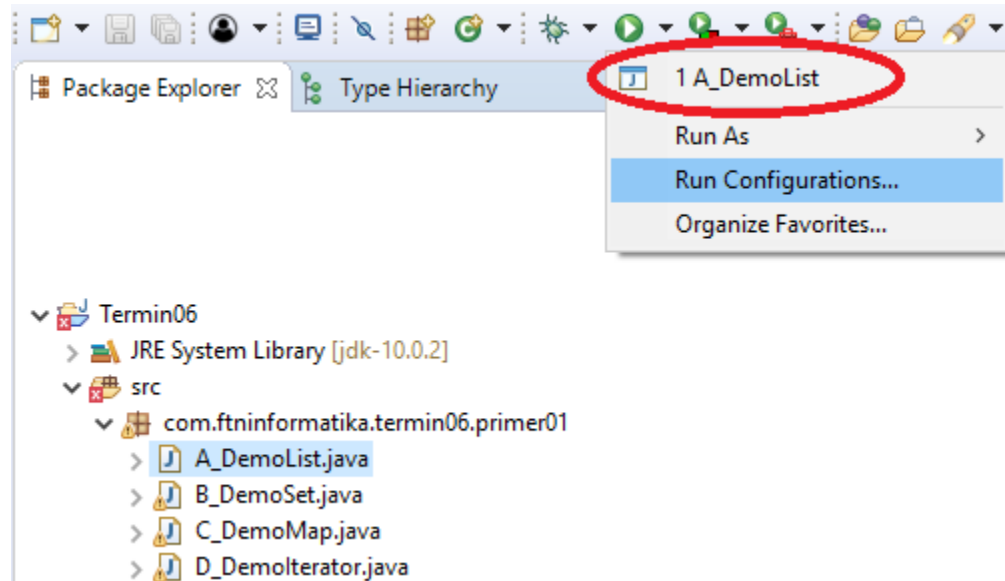 Package Explorer
Type Hierarchy
1 A_DemoList
Run As
Run Configurations...
Organize Favorites...
Termin06
JRE System Library [jdk-10.0.2]
src
com.ftninformatika.termin06.primer01
A_DemoList.java
B_DemoSet.java
C_DemoMap.java
D_DemoIterator.java